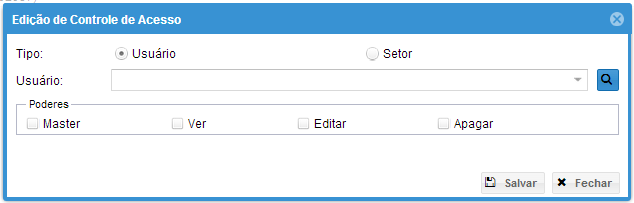 Edição de Controle de Acesso
Tipo: Usuário Setor
Usuário:
Poderes
Master Ver Editar Apagar
Salvar Fechar